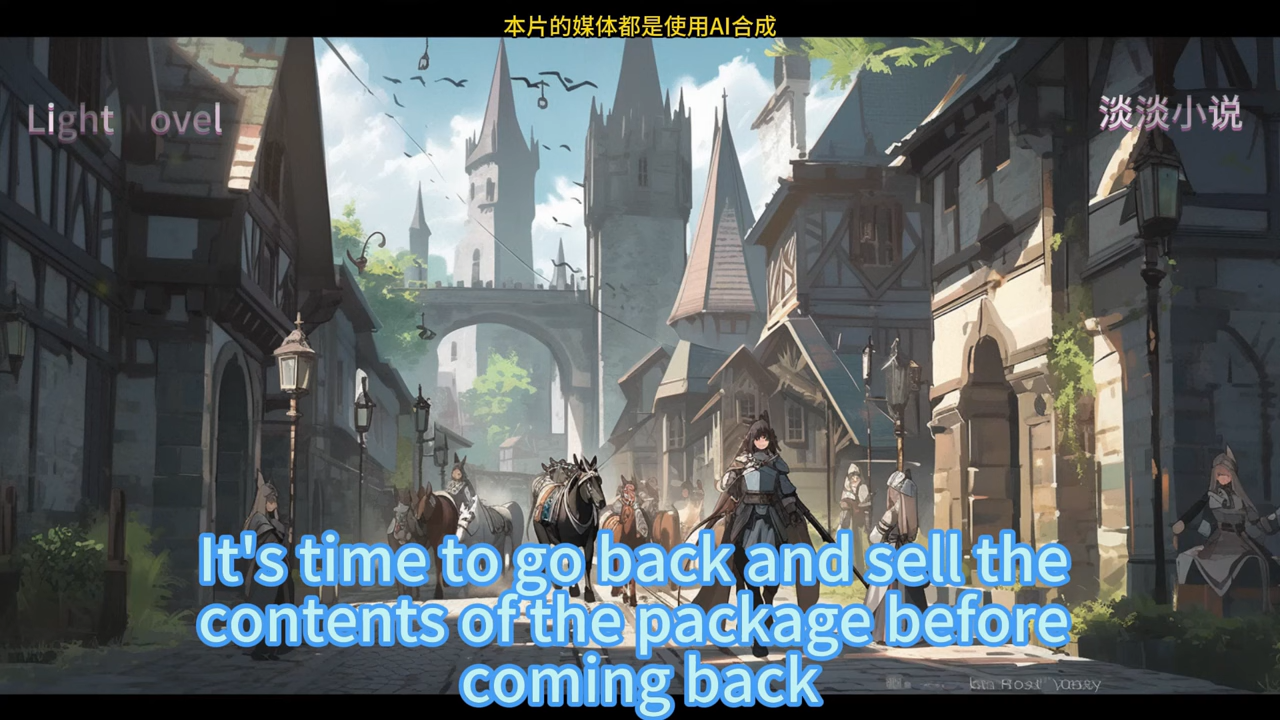 本片的媒体都是使用AI合成
Light Novel
淡淡小说
It's time to go back and sell the
contents of the package before
coming back